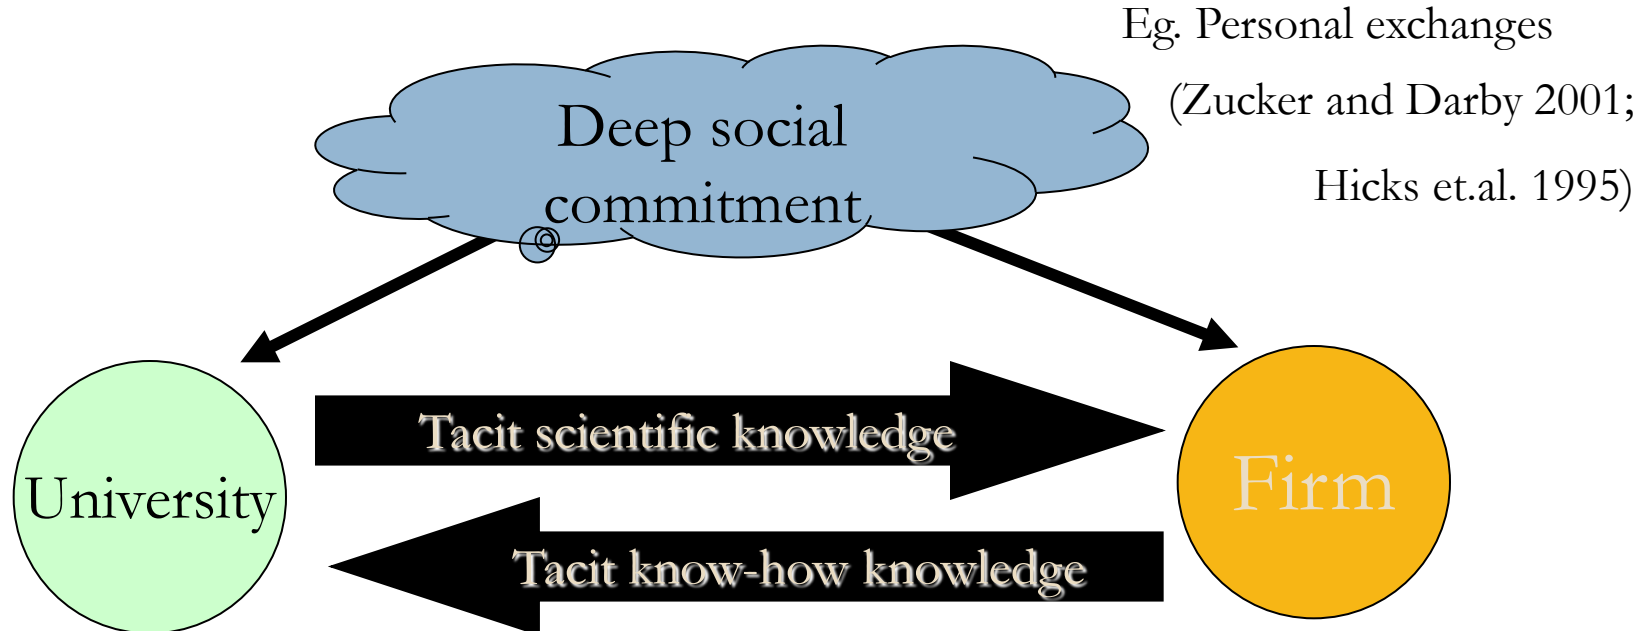 Eg. Personal exchanges
(Zucker and Darby 2001;
Hicks et.al. 1995)
Deep social
commitment
Tacit scientific knowledge
University
Firm
Tacit know-how knowledge